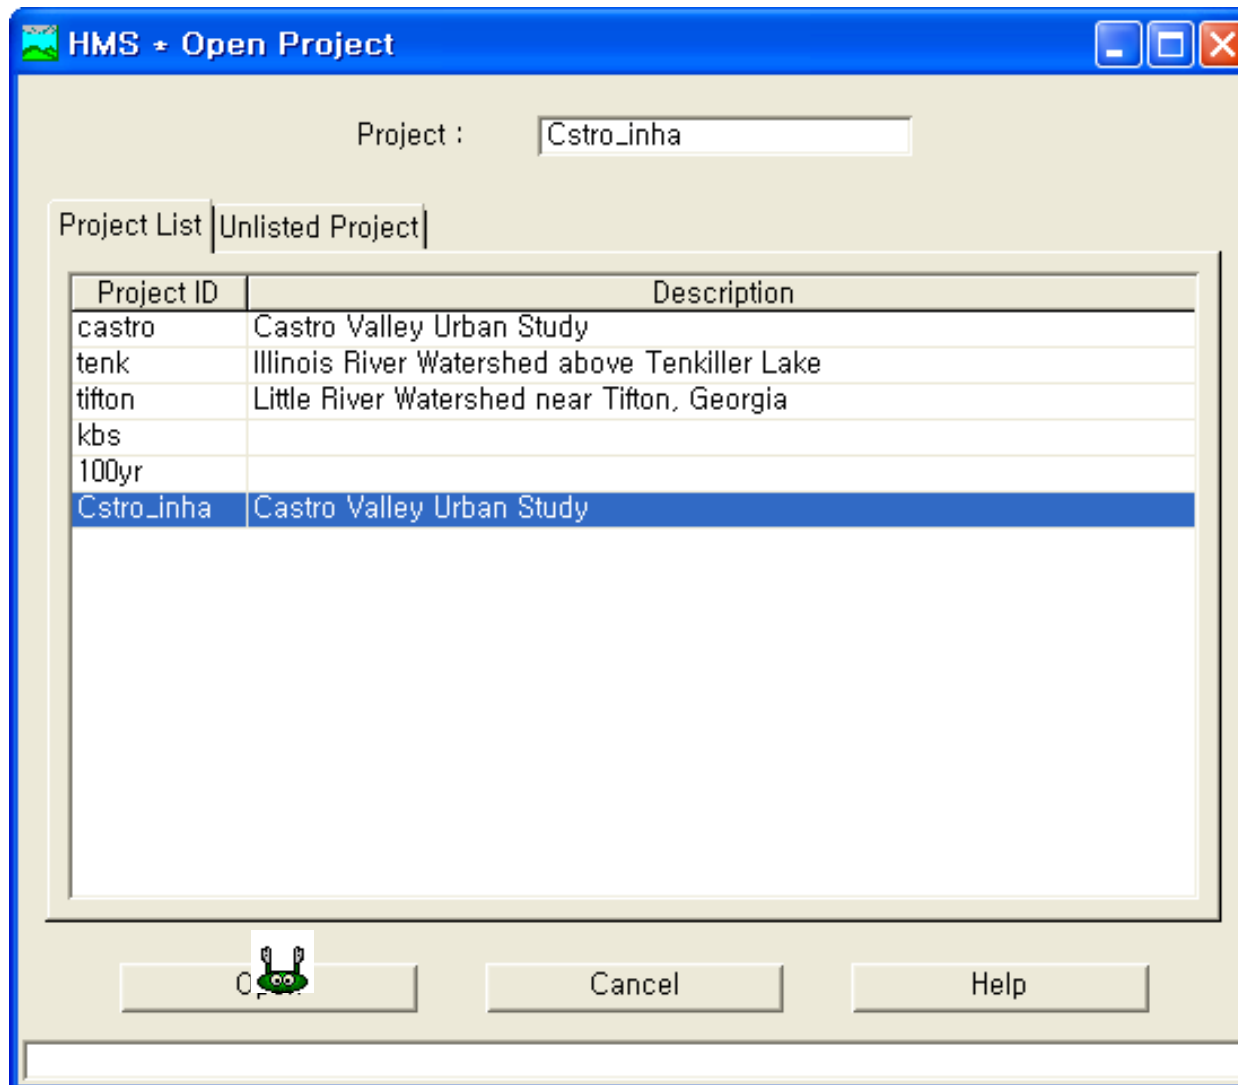 HMS * Open Project
Project : Cstro_inha
Project List Unlisted Project
Project ID Description
castro Castro Valley Urban Study
tenk Illinois River Watershed above Tenkiller Lake
tifton Little River Watershed near Tifton, Georgia
kbs
100yr
Cstro_inha Castro Valley Urban Study
Cancel Help